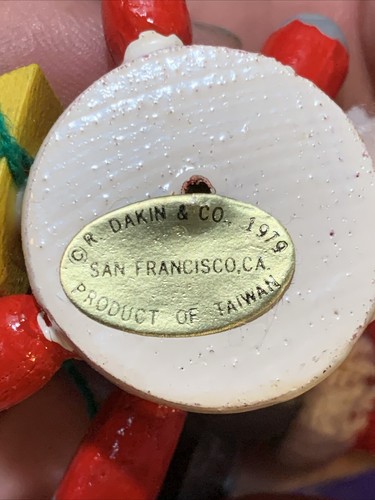 © R. DAKIN & CO., 1979
SAN FRANCISCO, CA.
PRODUCT OF TAIWAN